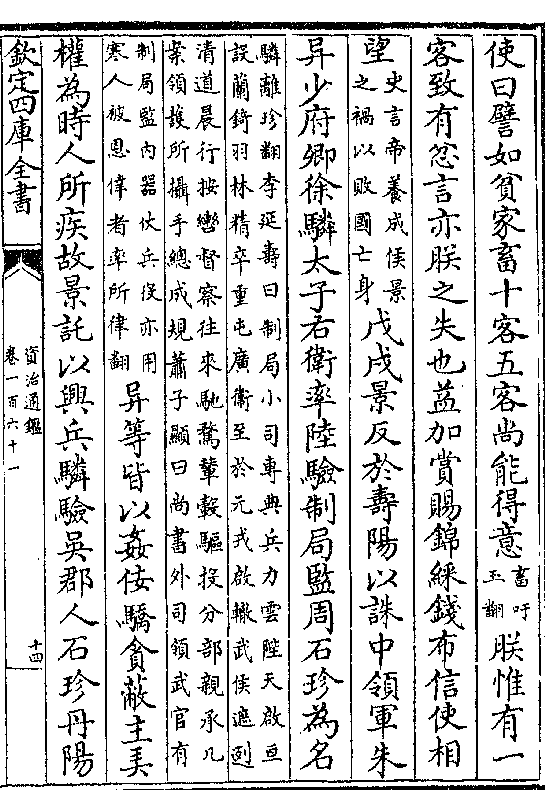 使曰譬如貧家畜十客五客尚能得意畜吁玉翻朕惟有一
客致有忿言亦朕之失也益加賞賜錦綵錢布信使相
望史言帝養成侯景之禍以敗國亡身戊戌景反於壽陽以誅中領軍朱
异少府卿徐驎太子右衛率陸驗制局監周石珍為名
驎離珍翻李延壽曰制局小司專典兵力雲陛天啟亘
設蘭錡羽林精卒重屯廣衛至於元戎啟轍武侯遮迾
清道晨行按轡督察往來馳騖輦轂驅役分部親承几
案領護所攝手總成規蕭子顯曰尚書外司領武官有
制局監內器仗兵役亦用寒人被恩倖者率所律翻异等皆以姦佞驕貪蔽主弄
權為時人所疾故景託以興兵驎驗吳郡人石珍丹陽
欽定四庫全書
資治通鑑
卷一百六十一
十四